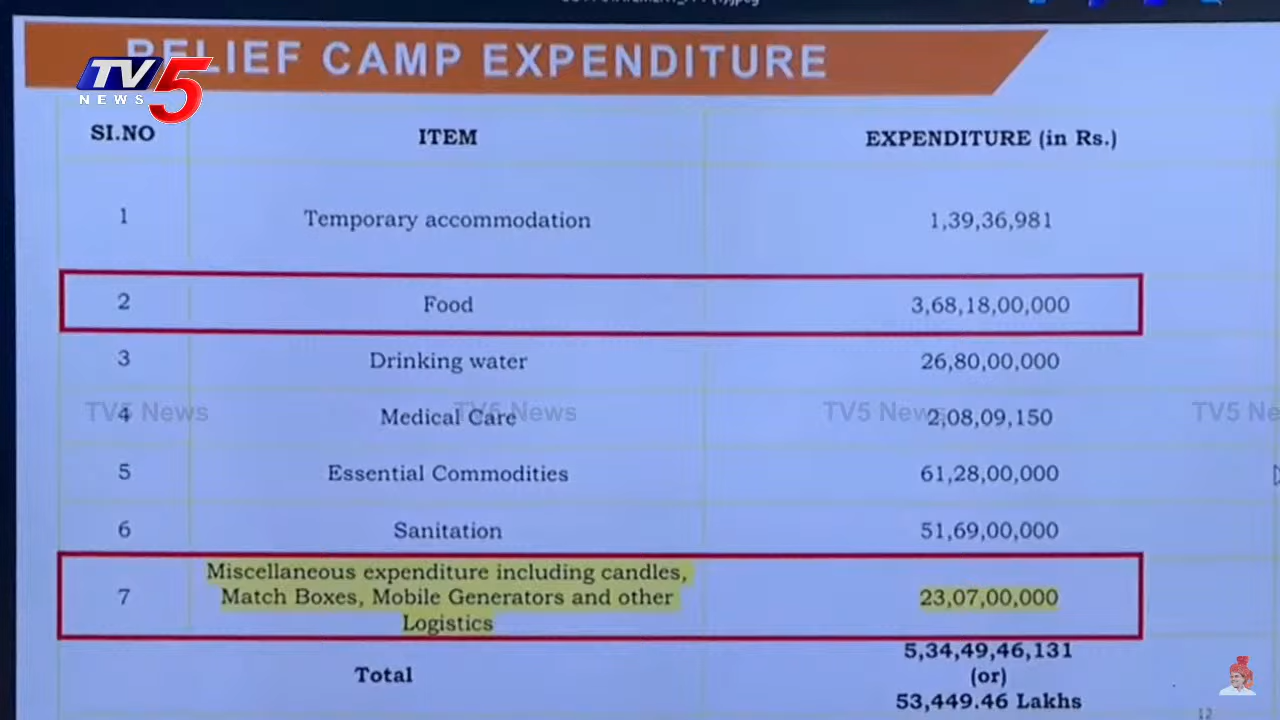 RELIEF CAMP EXPENDITURE
TV5
NEWS
SI.NO ITEM EXPENDITURE (in Rs.)
1 Temporary accommodation 1,39,36,981
2 Food 3,68,18,00,000
3 Drinking water 26,80,00,000
TV5 News TV5 News TV5 News TV5 Ne
4 Medical Care 2,08,09,150
5 Essential Commodities 61,28,00,000
6 Sanitation 51,69,00,000
Miscellaneous expenditure including candles,
7 Match Boxes, Mobile Generators and other 23,07,00,000
Logistics
5,34,49,46,131
Total (or)
53,449.46 Lakhs
12